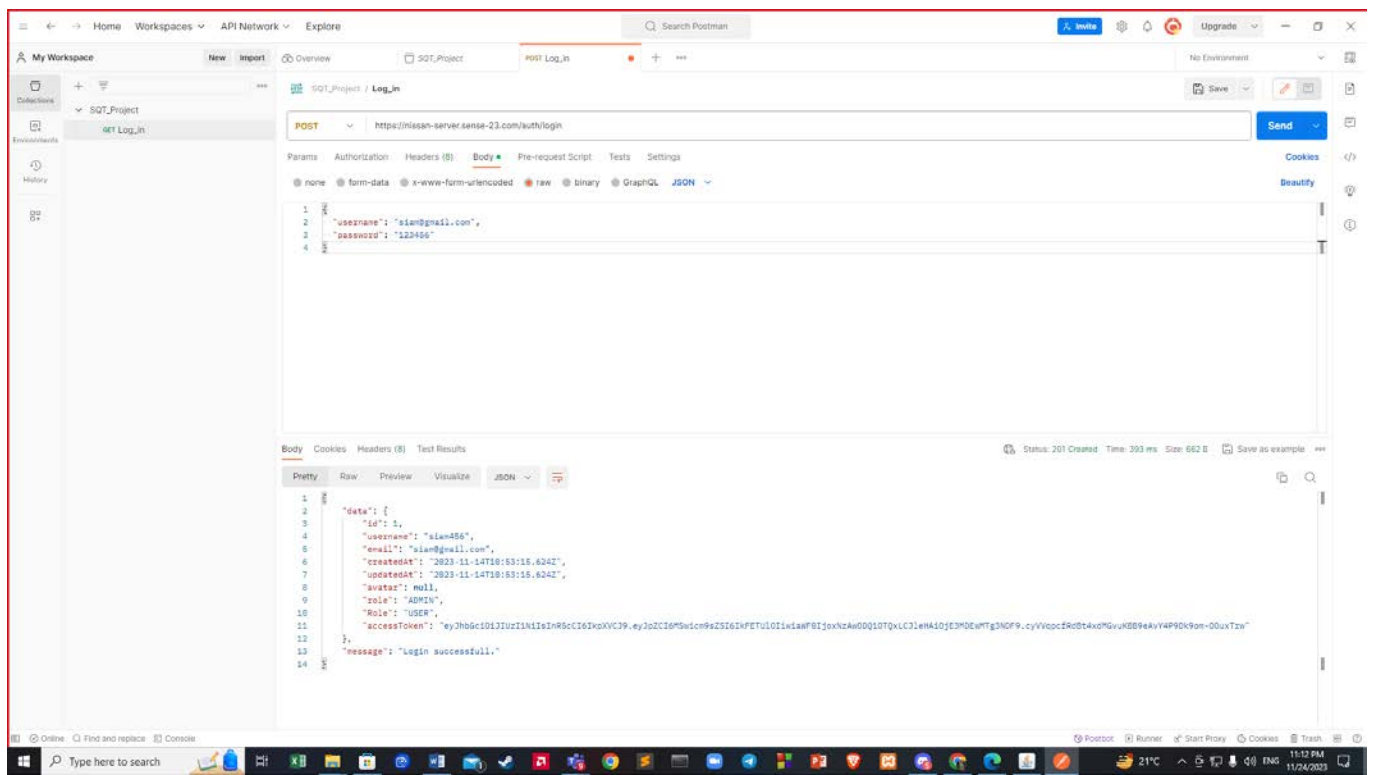 Home Workspaces API Network Explore Search Postman Invite Upgrade
My Workspace New Import Overview SQT_Project POST Log_in No Environment
Collections
SQT_Project
GET Log_in
Environments
History
SQT_Project / Log_in Save
POST https://nissan-server.sense-23.com/auth/login Send
Params Authorization Headers (8) Body Pre-request Script Tests Settings Cookies
none form-data x-www-form-urlencoded raw binary GraphQL JSON Beautify
1 {
2 "username": "siam@gmail.com",
3 "password": "123456"
4 }
Body Cookies Headers (8) Test Results Status: 201 Created Time: 393 ms Size: 662 B Save as example
Pretty Raw Preview Visualize JSON
1 {
2 "data": {
3 "id": 1,
4 "username": "siam456",
5 "email": "siam@gmail.com",
6 "createdAt": "2023-11-14T10:53:15.624Z",
7 "updatedAt": "2023-11-14T10:53:15.624Z",
8 "avatar": null,
9 "role": "ADMIN",
10 "Role": "USER",
11 "accessToken":
12 },
13 "message": "Login successfull."
14 }
Online Find and replace Console Postbot Runner Start Proxy Cookies Trash
Type here to search 21°C ENG 11:12 PM
11/24/2023